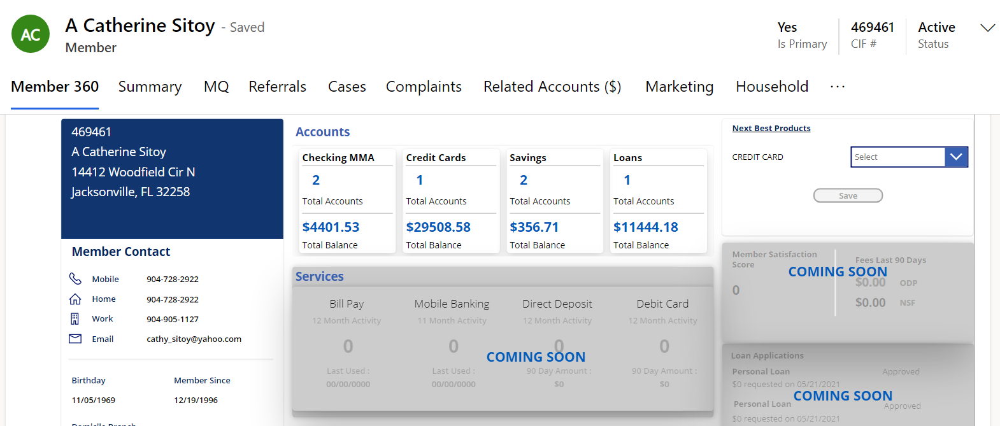 AC
A Catherine Sitoy - Saved
Member
Yes
Is Primary
469461
CIF #
Active
Status
Member 360 Summary MQ Referrals Cases Complaints Related Accounts ($) Marketing Household ...
469461
A Catherine Sitoy
14412 Woodfield Cir N
Jacksonville, FL 32258
Member Contact
Mobile 904-728-2922
Home 904-728-2922
Work 904-905-1127
Email cathy_sitoy@yahoo.com
Birthday Member Since
11/05/1969 12/19/1996
Domicile Branch
Accounts
Checking MMA Credit Cards Savings Loans
2 1 2 1
Total Accounts Total Accounts Total Accounts Total Accounts
$4401.53 $29508.58 $356.71 $11444.18
Total Balance Total Balance Total Balance Total Balance
Services
Bill Pay Mobile Banking Direct Deposit Debit Card
12 Month Activity 11 Month Activity 12 Month Activity 12 Month Activity
0 0 0 0
COMING SOON
Last Used : Last Used : 90 Day Amount : 90 Day Amount :
00/00/0000 00/00/0000 $0 $0
Next Best Products
CREDIT CARD Select
Save
Member Satisfaction
Score
0
Fees Last 90 Days
COMING SOON
$0.00 ODP
$0.00 NSF
Loan Applications
Personal Loan Approved
$0 requested on 05/21/2021
COMING SOON
Personal Loan Approved
$0 requested on 05/21/2021